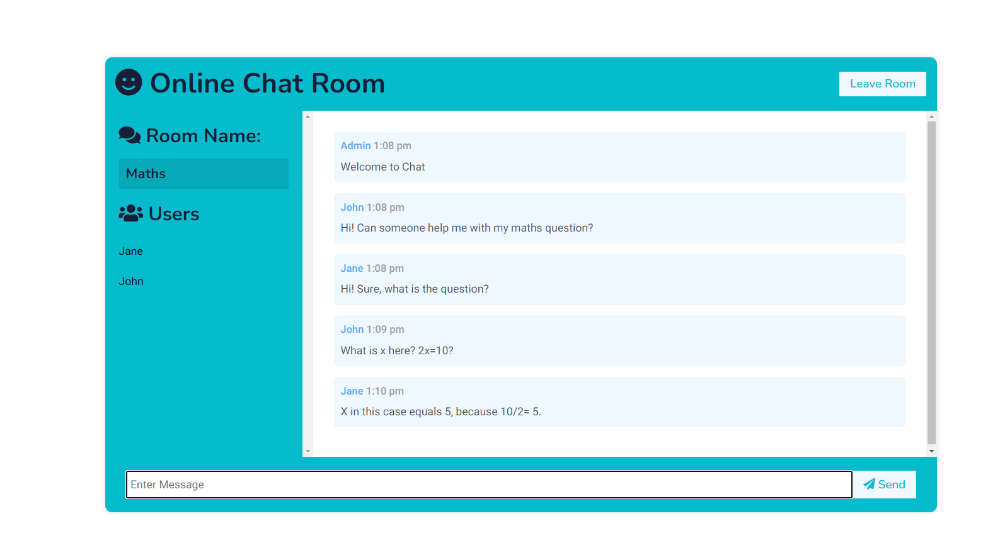 Online Chat Room
Leave Room
Room Name:
Maths
Users
Jane
John
Admin 1:08 pm
Welcome to Chat
John 1:08 pm
Hi! Can someone help me with my maths question?
Jane 1:08 pm
Hi! Sure, what is the question?
John 1:09 pm
What is x here? 2x=10?
Jane 1:10 pm
X in this case equals 5, because 10/2= 5.
Enter Message
Send